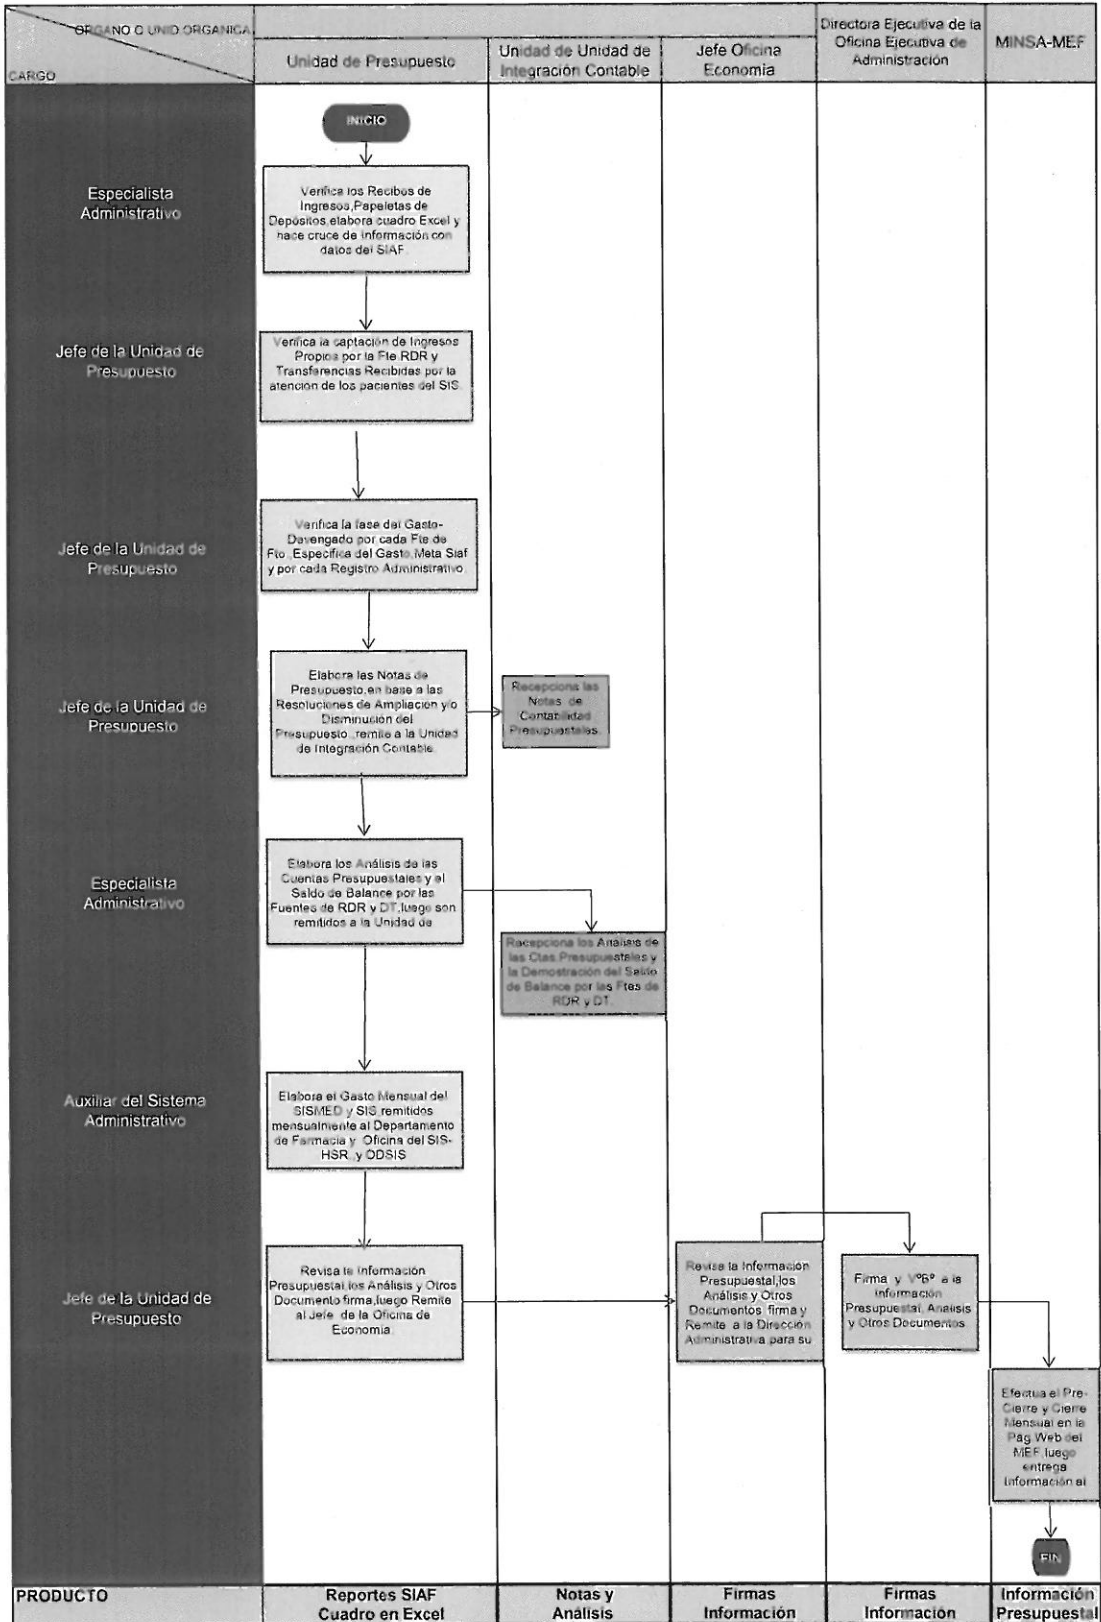 ORGANO O UNID ORGANICA
CARGO
Unidad de Presupuesto
Unidad de Unidad de
Integración Contable
Jefe Oficina
Economia
Directora Ejecutiva de la
Oficina Ejecutiva de
Administración
MINSA-MEF
INICIO
Especialista
Administrativo
Verifica los Recibos de
Ingresos,Papeletas de
Depósitos,elabora cuadro Excel y
hace cruce de información con
datos del SIAF.
Jefe de la Unidad de
Presupuesto
Verifica la captación de Ingresos
Propios por la Fte.RDR y
Transferencias Recibidas por la
atención de los pacientes del SIS
Jefe de la Unidad de
Presupuesto
Verifica la fase del Gasto-
Devengado por cada Fte de
Fto ,Especifica del Gasto,Meta Siaf
y por cada Registro Administrativo
Jefe de la Unidad de
Presupuesto
Elabora las Notas de
Presupuesto,en base a las
Resoluciones de Ampliación y/o
Disminución del
Presupuesto ,remite a la Unidad
de Integración Contable.
Recepciona las
Notas de
Contabilidad
Presupuestales.
Especialista
Administrativo
Elabora los Análisis de las
Cuentas Presupuestales y el
Saldo de Balance por las
Fuentes de RDR y DT,luego son
remitidos a la Unidad de
Recepciona los Análisis de
las Ctas.Presupuestales y
la Demostración del Saldo
de Balance por las Ftes de
RDR y DT.
Auxiliar del Sistema
Administrativo
Elabora el Gasto Mensual del
SISMED y SIS,remitidos
mensualmente al Departamento
de Farmacia y Oficina del SIS-
HSR ,y ODSIS
Jefe de la Unidad de
Presupuesto
Revisa la Información
Presupuestal,los Análisis y Otros
Documento firma,luego Remite
al Jefe de la Oficina de
Economía.
Revisa la Información
Presupuestal,los
Análisis y Otros
Documentos firma y
Remite a la Dirección
Administrativa para su
Firma y VºBº a la
Información
Presupuestal, Analisis
y Otros Documentos
Efectua el Pre-
Cierre y Cierre
Mensual en la
Pág Web del
MEF,luego
entrega
Información al
FIN
PRODUCTO
Reportes SIAF
Cuadro en Excel
Notas y
Análisis
Firmas
Información
Firmas
Información
Información
Presupuestal